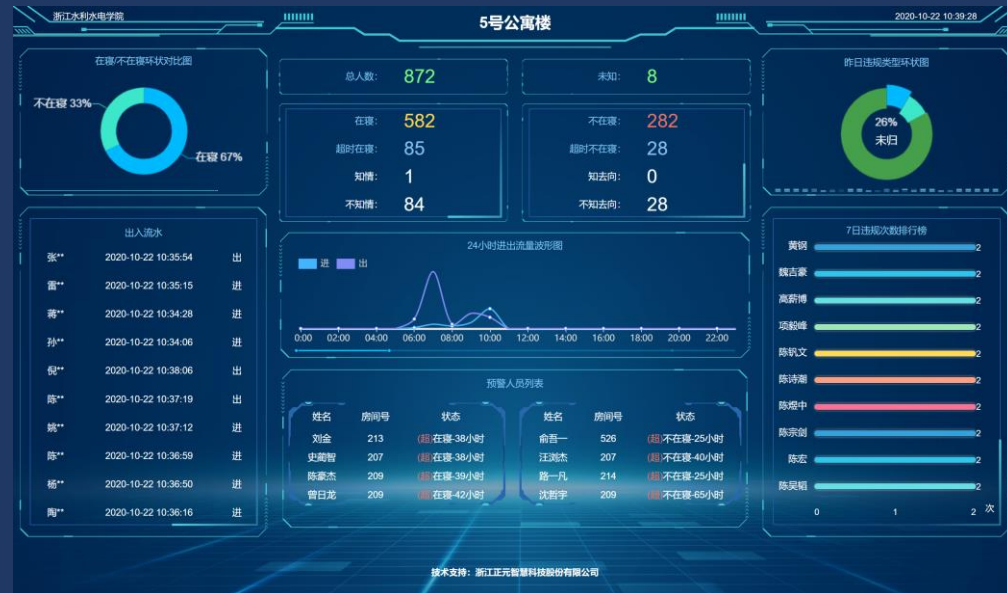 浙江水利水电学院
5号公寓楼
2020-10-22 10:39:28
在寝/不在寝环状对比图
不在寝 33%
在寝 67%
总人数: 872
未知: 8
在寝: 582
超时在寝: 85
知情: 1
不知情: 84
不在寝: 282
超时不在寝: 28
知去向: 0
不知去向: 28
昨日违规类型环状图
26%
未归
出入流水
张** 2020-10-22 10:35:54 出
雷** 2020-10-22 10:35:15 进
蒋** 2020-10-22 10:34:28 进
孙** 2020-10-22 10:34:06 进
倪** 2020-10-22 10:38:06 出
陈** 2020-10-22 10:37:19 出
姚** 2020-10-22 10:37:12 进
陈** 2020-10-22 10:36:59 进
杨** 2020-10-22 10:36:50 进
陶** 2020-10-22 10:36:16 进
24小时进出流量波形图
进 出
0:00 02:00 04:00 06:00 08:00 10:00 12:00 14:00 16:00 18:00 20:00 22:00
预警人员列表
姓名 房间号 状态 姓名 房间号 状态
刘金 213 (超)在寝-38小时 俞吾一 526 (超)不在寝-25小时
史蔺智 207 (超)在寝-38小时 汪浏杰 207 (超)不在寝-40小时
陈豪杰 209 (超)在寝-39小时 路一凡 214 (超)不在寝-25小时
曾日龙 209 (超)在寝-42小时 沈哲宇 209 (超)不在寝-65小时
7日违规次数排行榜
黄钢 2
魏吉豪 2
高薪博 2
项毅峰 2
陈钒文 2
陈诗潮 2
陈煜中 2
陈宗剑 2
陈宏 2
陈吴韬 2
0 1 2 次
技术支持: 浙江正元智慧科技股份有限公司